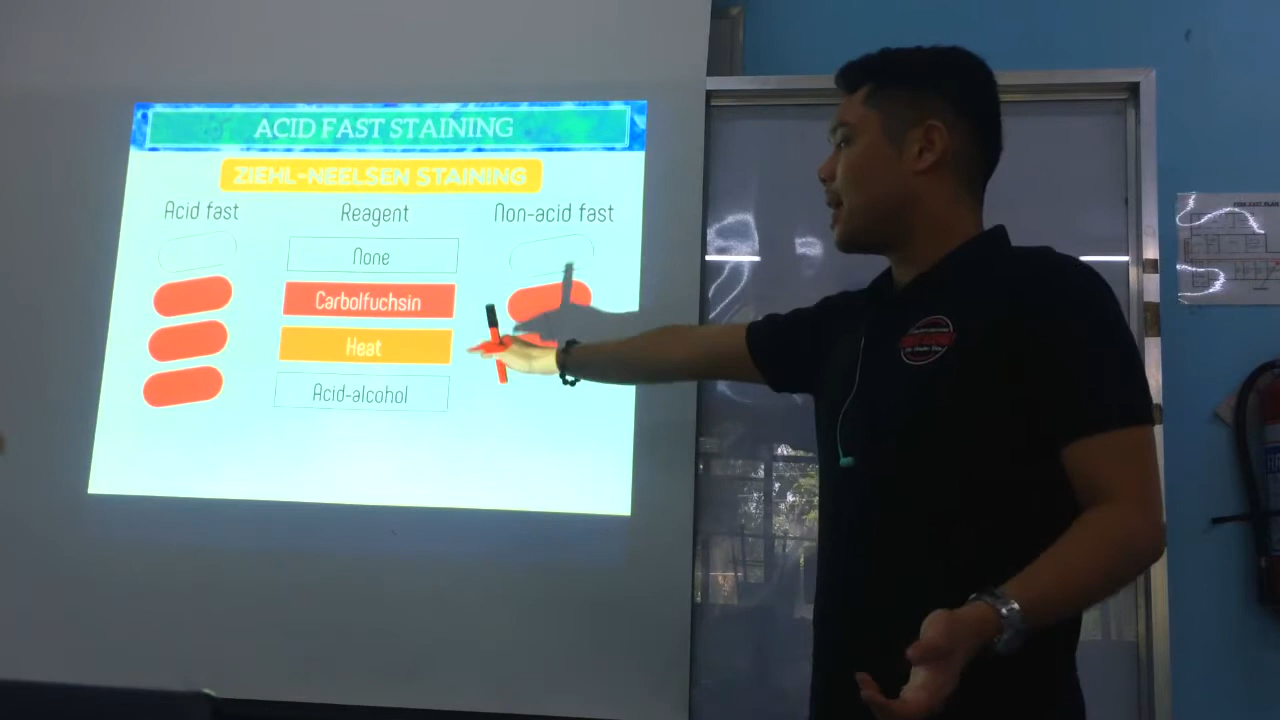 ACID FAST STAINING
ZIEHL-NEELSEN STAINING
Acid fast
Reagent
Non-acid fast
None
Carbolfuchsin
Heat
Acid-alcohol